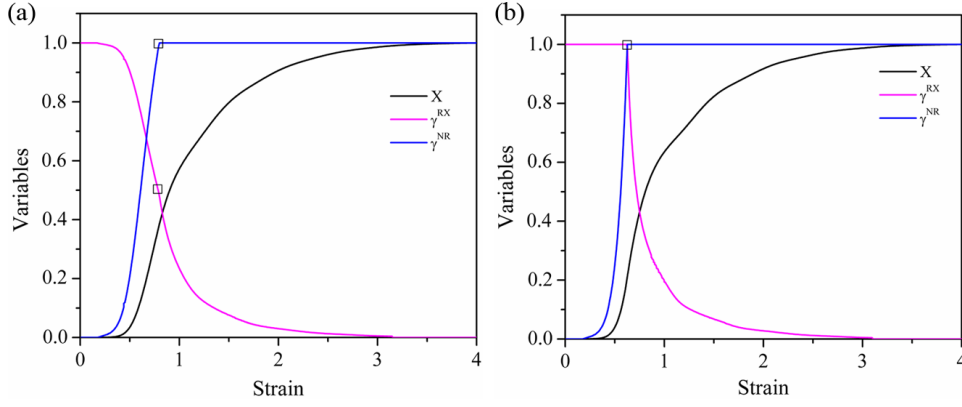 (a)
1.0
0.8
0.6
0.4
0.2
0.0
Variables
X
γ^RX
γ^NR
0 1 2 3 4
Strain
(b)
1.0
0.8
0.6
0.4
0.2
0.0
Variables
X
γ^RX
γ^NR
0 1 2 3 4
Strain